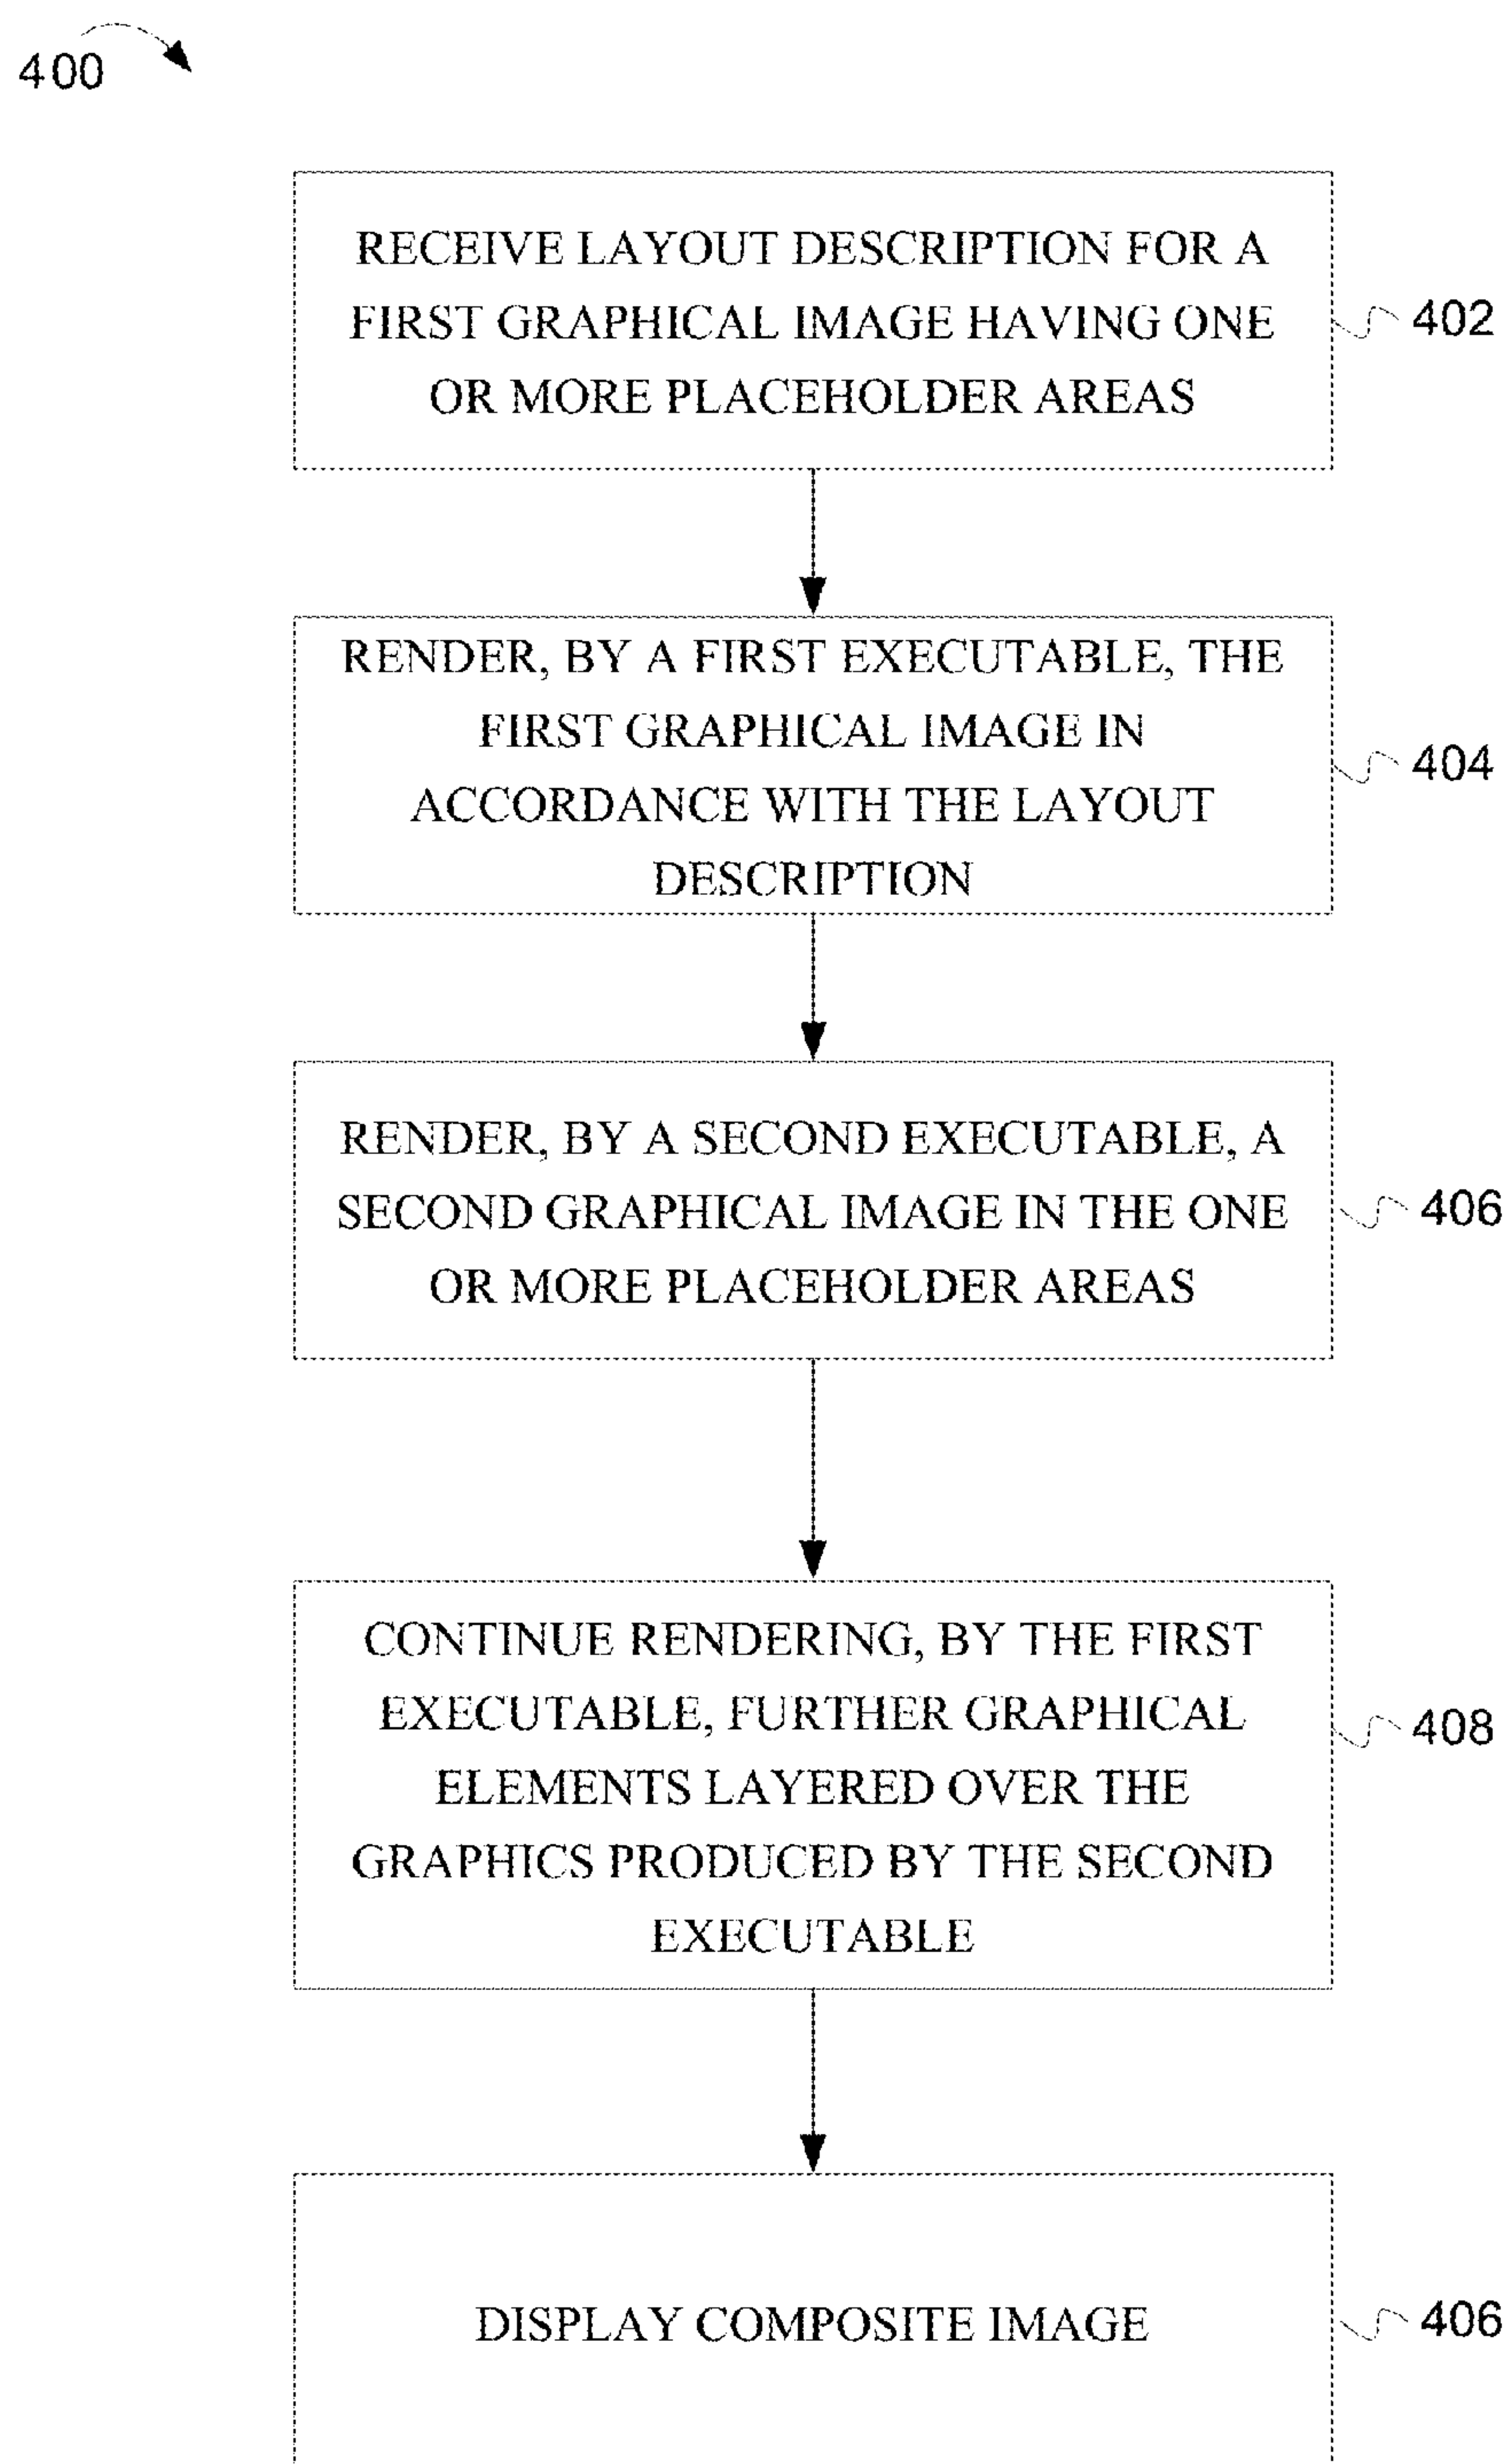 400
RECEIVE LAYOUT DESCRIPTION FOR A
FIRST GRAPHICAL IMAGE HAVING ONE
OR MORE PLACEHOLDER AREAS
402
RENDER, BY A FIRST EXECUTABLE, THE
FIRST GRAPHICAL IMAGE IN
ACCORDANCE WITH THE LAYOUT
DESCRIPTION
404
RENDER, BY A SECOND EXECUTABLE, A
SECOND GRAPHICAL IMAGE IN THE ONE
OR MORE PLACEHOLDER AREAS
406
CONTINUE RENDERING, BY THE FIRST
EXECUTABLE, FURTHER GRAPHICAL
ELEMENTS LAYERED OVER THE
GRAPHICS PRODUCED BY THE SECOND
EXECUTABLE
408
DISPLAY COMPOSITE IMAGE
406